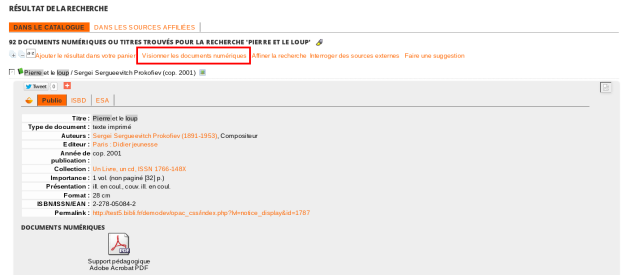 RÉSULTAT DE LA RECHERCHE
DANS LE CATALOGUE DANS LES SOURCES AFFILIÉES
92 DOCUMENTS NUMÉRIQUES OU TITRES TROUVÉS POUR LA RECHERCHE 'PIERRE ET LE LOUP'
Ajouter le résultat dans votre panier Visionner les documents numériques Affiner la recherche Interroger des sources externes Faire une suggestion
Pierre et le loup / Sergei Sergueevitch Prokofiev (cop. 2001)
Tweet 0
Public ISBD ESA
Titre : Pierre et le loup
Type de document : texte imprimé
Auteurs : Sergei Sergueevitch Prokofiev (1891-1953), Compositeur
Editeur : Paris : Didier jeunesse
Année de publication : cop. 2001
Collection : Un Livre, un cd, ISSN 1766-148X
Importance : 1 vol. (non paginé [32] p.)
Présentation : ill. en coul., couv. ill. en coul.
Format : 28 cm
ISBN/ISSN/EAN : 2-278-05084-2
Permalink : http://test5.bibli.fr/demodev/opac_css/index.php?lvl=notice_display&id=1787
DOCUMENTS NUMÉRIQUES
Support pédagogique
Adobe Acrobat PDF